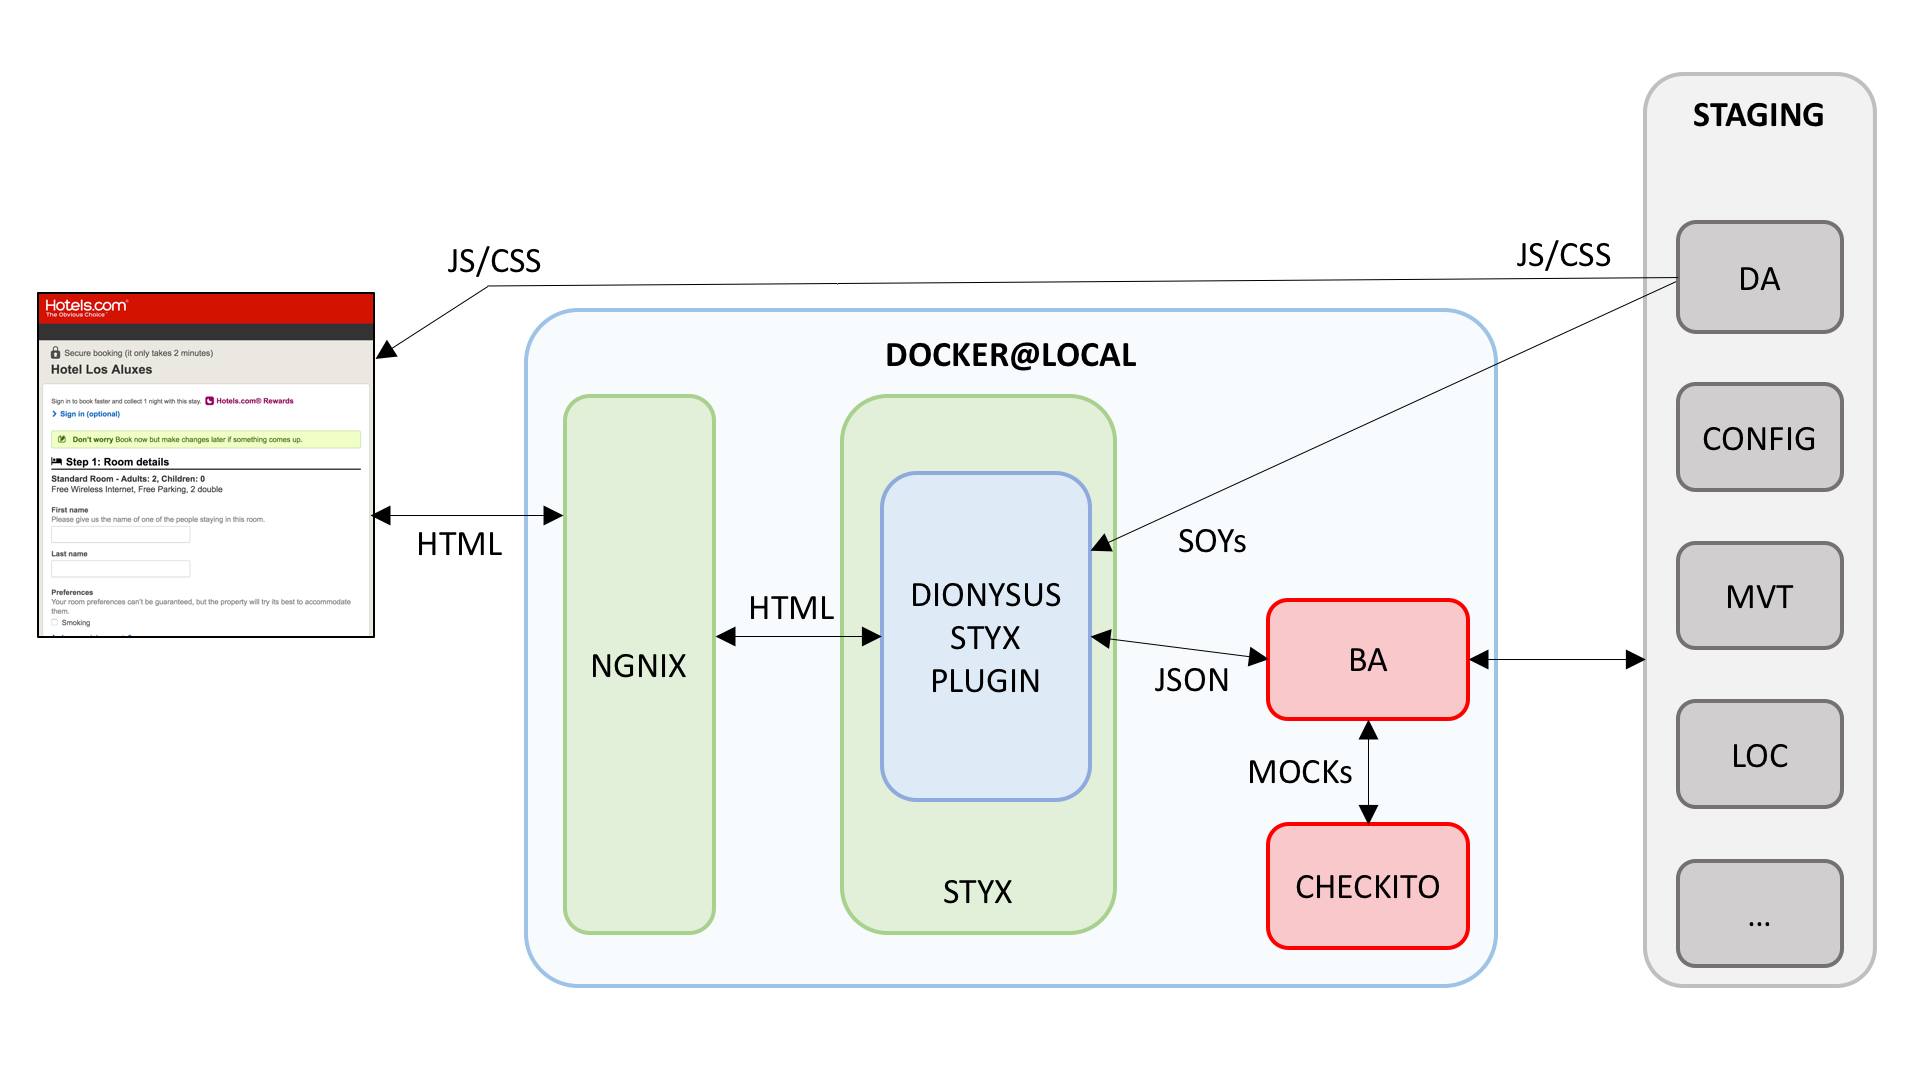 STAGING
JS/CSS
JS/CSS
DA
Hotels.com®
The Obvious Choice
Secure booking (it only takes 2 minutes)
Hotel Los Aluxes
Sign in to book faster and collect 1 night with this stay. Hotels.com® Rewards
Sign in (optional)
Don't worry Book now but make changes later if something comes up.
Step 1: Room details
Standard Room - Adults: 2, Children: 0
Free Wireless Internet, Free Parking, 2 double
First name
Please give us the name of one of the people staying in this room.
Last name
Preferences
Your room preferences can't be guaranteed, but the property will try its best to accommodate
them.
Smoking
HTML
DOCKER@LOCAL
NGNIX
HTML
DIONYSUS
STYX
PLUGIN
STYX
SOYs
JSON
BA
MOCKs
CHECKITO
CONFIG
MVT
LOC
...